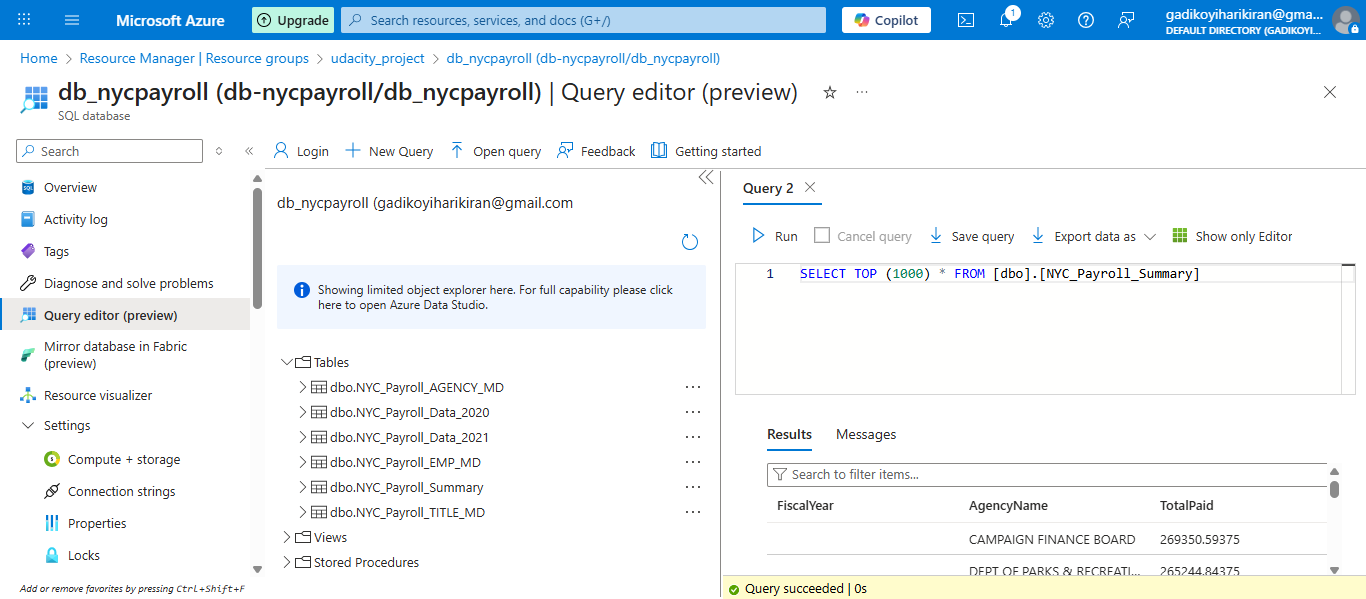 Microsoft Azure
Upgrade
Search resources, services, and docs (G+/)
Copilot
1
gadikoyiharikiran@gma...
DEFAULT DIRECTORY (GADIKOYI...
Home > Resource Manager | Resource groups > udacity_project > db_nycpayroll (db-nycpayroll/db_nycpayroll)
db_nycpayroll (db-nycpayroll/db_nycpayroll) | Query editor (preview)
SQL database
Search
Overview
Activity log
Tags
Diagnose and solve problems
Query editor (preview)
Mirror database in Fabric
(preview)
Resource visualizer
Settings
Compute + storage
Connection strings
Properties
Locks
Add or remove favorites by pressing Ctrl+Shift+F
Login
New Query
Open query
Feedback
Getting started
db_nycpayroll (gadikoyiharikiran@gmail.com
Showing limited object explorer here. For full capability please click
here to open Azure Data Studio.
Tables
dbo.NYC_Payroll_AGENCY_MD
dbo.NYC_Payroll_Data_2020
dbo.NYC_Payroll_Data_2021
dbo.NYC_Payroll_EMP_MD
dbo.NYC_Payroll_Summary
dbo.NYC_Payroll_TITLE_MD
Views
Stored Procedures
Query 2
Run
Cancel query
Save query
Export data as
Show only Editor
1 SELECT TOP (1000) * FROM [dbo].[NYC_Payroll_Summary]
Results
Messages
Search to filter items...
FiscalYear AgencyName TotalPaid
CAMPAIGN FINANCE BOARD 269350.59375
DEPT OF PARKS & RECREATI... 265244.84375
Query succeeded | 0s